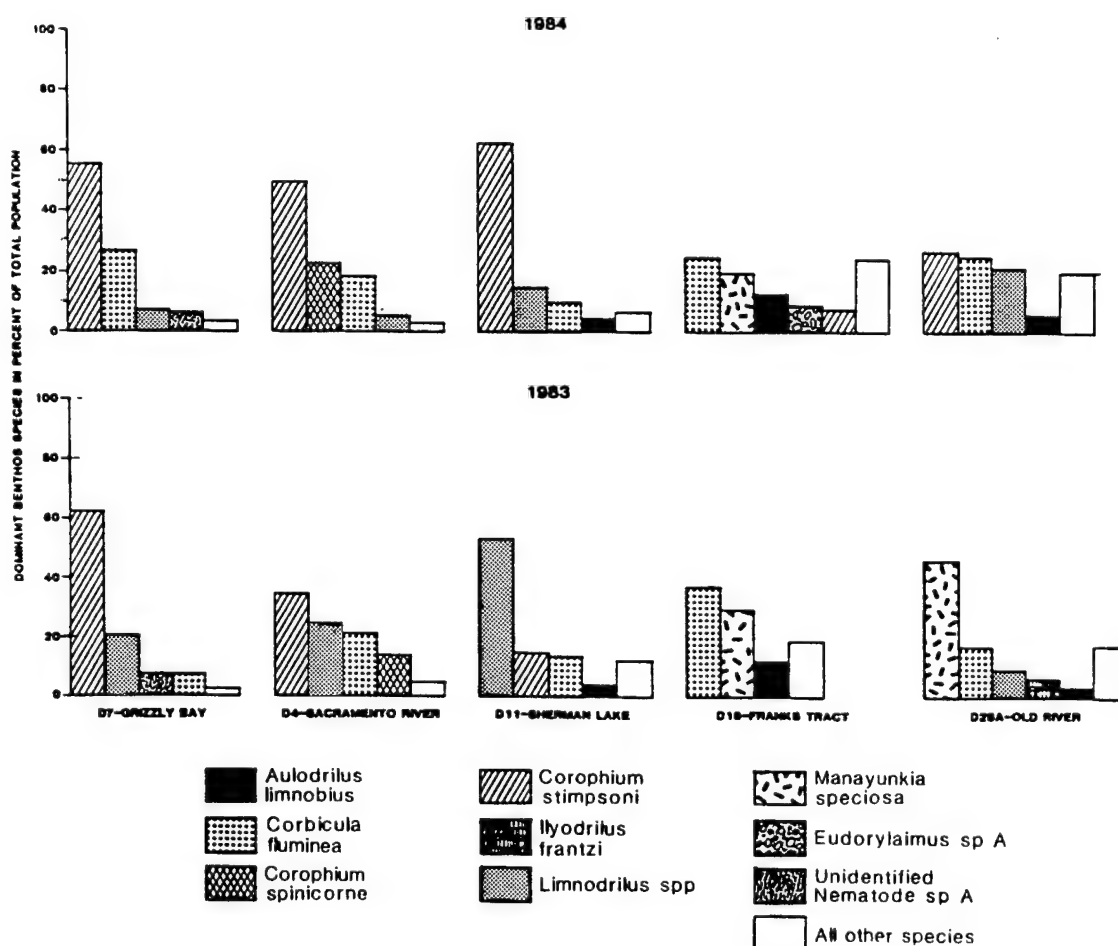 1984
DOMINANT BENTHOS SPECIES IN PERCENT OF TOTAL POPULATION
100
80
60
40
20
0
1983
100
80
60
40
20
0
D7-GRIZZLY BAY
D4-SACRAMENTO RIVER
D11-SHERMAN LAKE
D19-FRANKS TRACT
D28A-OLD RIVER
Aulodrilus
limnobius
Corbicula
fluminea
Corophium
spinicorne
Corophium
stimpsoni
Ilyodrilus
frantzi
Limnodrilus spp
Manayunkia
speciosa
Eudorylaimus sp A
Unidentified
Nematode sp A
All other species